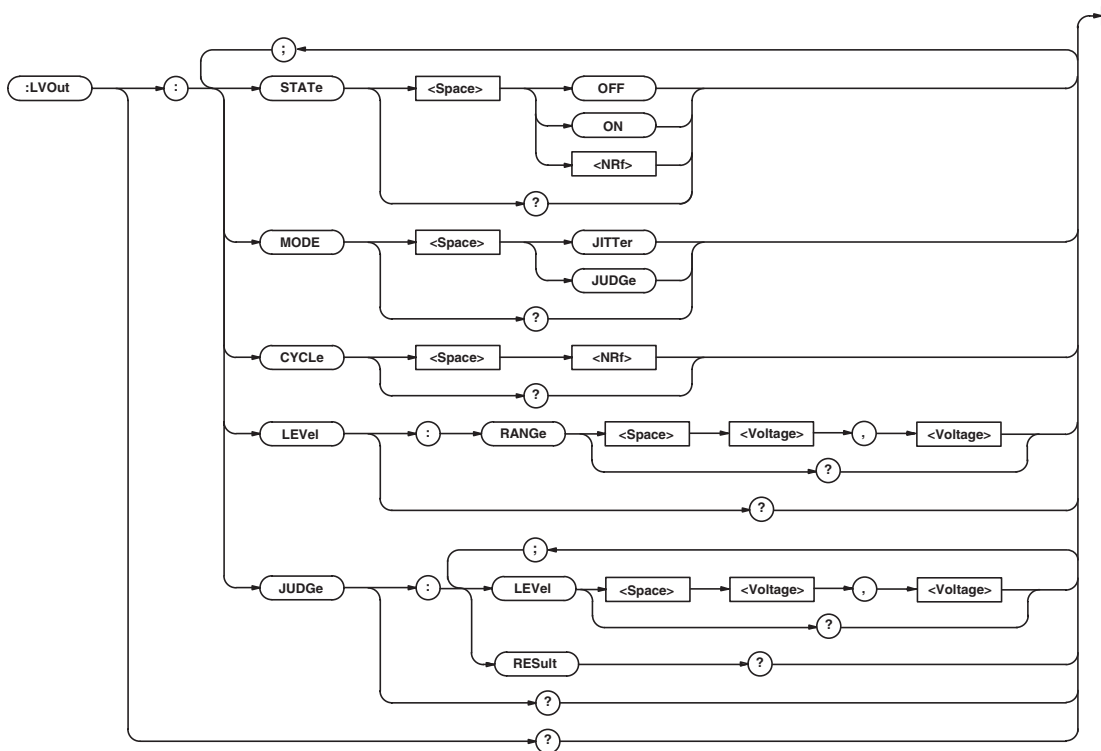 ;
:LVOut : STATe <Space> OFF
ON
<NRf>
?
MODE <Space> JITTer
JUDGe
?
CYCLe <Space> <NRf>
?
LEVel : RANGe <Space> <Voltage> , <Voltage>
?
?
;
JUDGe : LEVel <Space> <Voltage> , <Voltage>
?
RESult ?
?
?